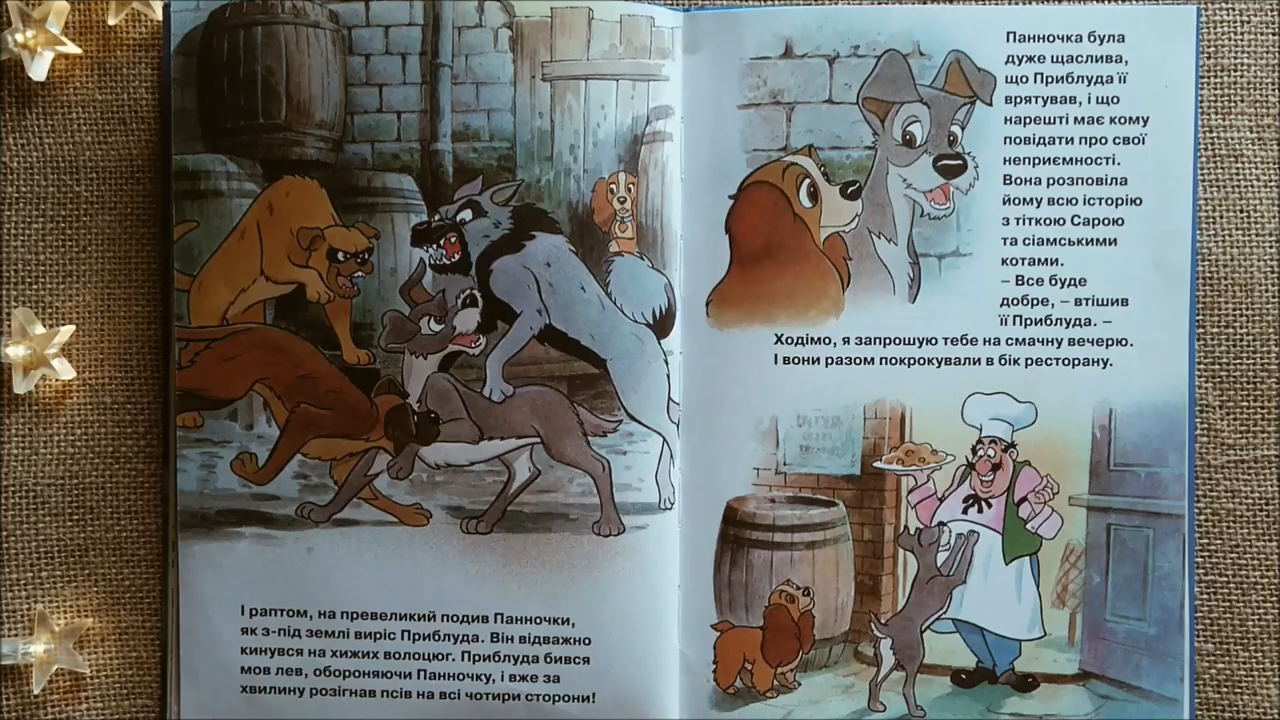 І раптом, на превеликий подив Панночки,
як з-під землі виріс Приблуда. Він відважно
кинувся на хижих волоцюг. Приблуда бився
мов лев, обороняючи Панночку, і вже за
хвилину розігнав псів на всі чотири сторони!
Панночка була
дуже щаслива,
що Приблуда її
врятував, і що
нарешті має кому
повідати про свої
неприємності.
Вона розповіла
йому всю історію
з тіткою Сарою
та сіамськими
котами.
– Все буде
добре, – втішив
її Приблуда. –
Ходімо, я запрошую тебе на смачну вечерю.
І вони разом покрокували в бік ресторану.